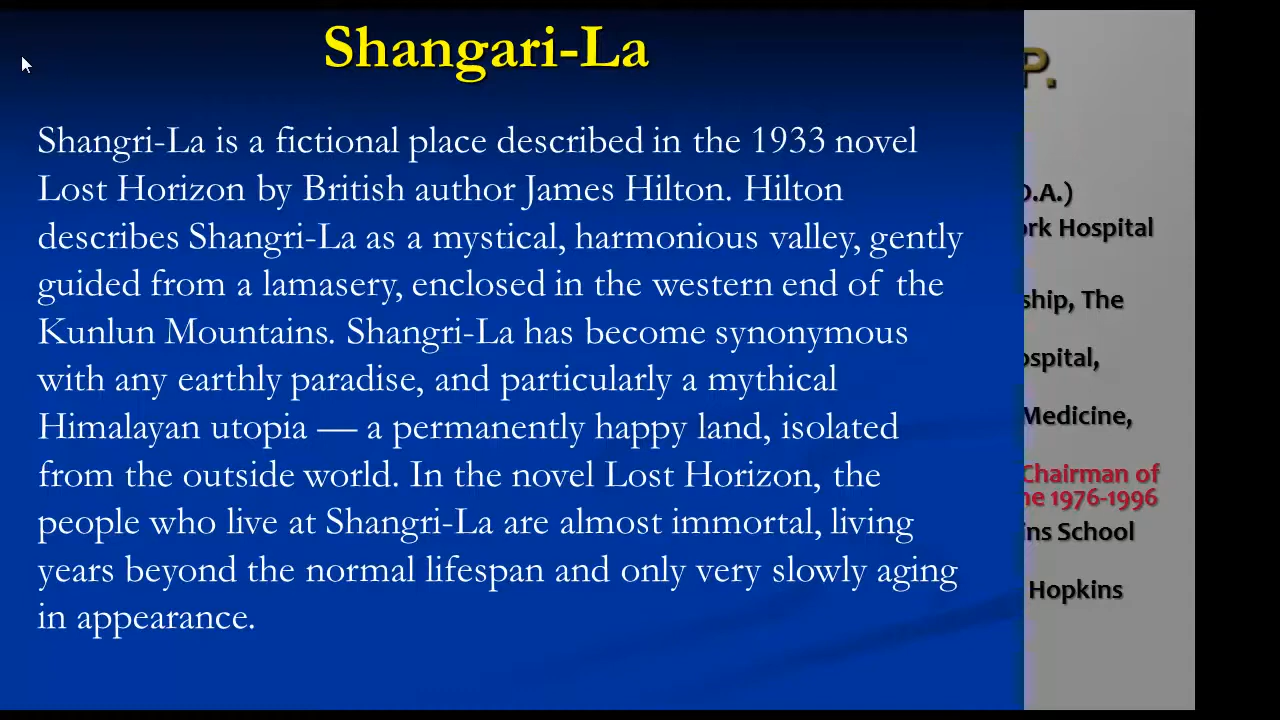 Shangari-La
Shangri-La is a fictional place described in the 1933 novel
Lost Horizon by British author James Hilton. Hilton
describes Shangri-La as a mystical, harmonious valley, gently
guided from a lamasery, enclosed in the western end of the
Kunlun Mountains. Shangri-La has become synonymous
with any earthly paradise, and particularly a mythical
Himalayan utopia — a permanently happy land, isolated
from the outside world. In the novel Lost Horizon, the
people who live at Shangri-La are almost immortal, living
years beyond the normal lifespan and only very slowly aging
in appearance.
P.
O.A.)
ork Hospital
ship, The
ospital,
Medicine,
Chairman of
ne 1976-1996
ins School
Hopkins